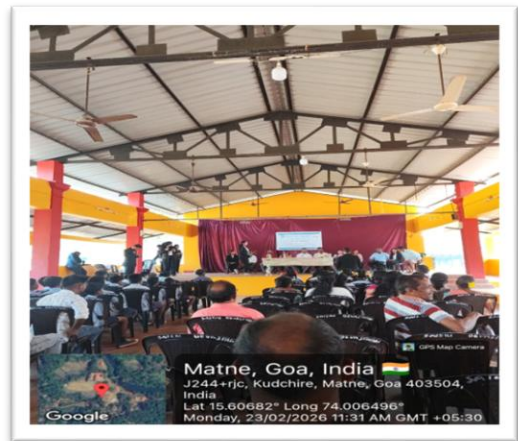 GPS Map Camera
Matne, Goa, India 🇮🇳
J244+rjc, Kudchire, Matne, Goa 403504,
India
Lat 15.60682° Long 74.006496°
Monday, 23/02/2026 11:31 AM GMT +05:30
Google